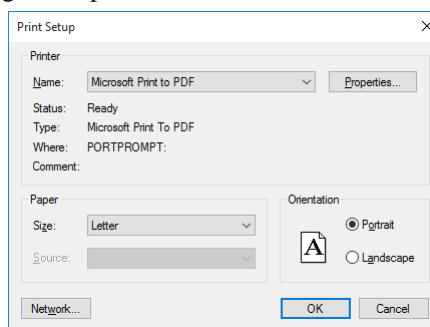 Print Setup
Printer
Name: Microsoft Print to PDF Properties...
Status: Ready
Type: Microsoft Print To PDF
Where: PORTPROMPT:
Comment:
Paper
Size: Letter
Source:
Orientation
A
Portrait
Landscape
Network... OK Cancel